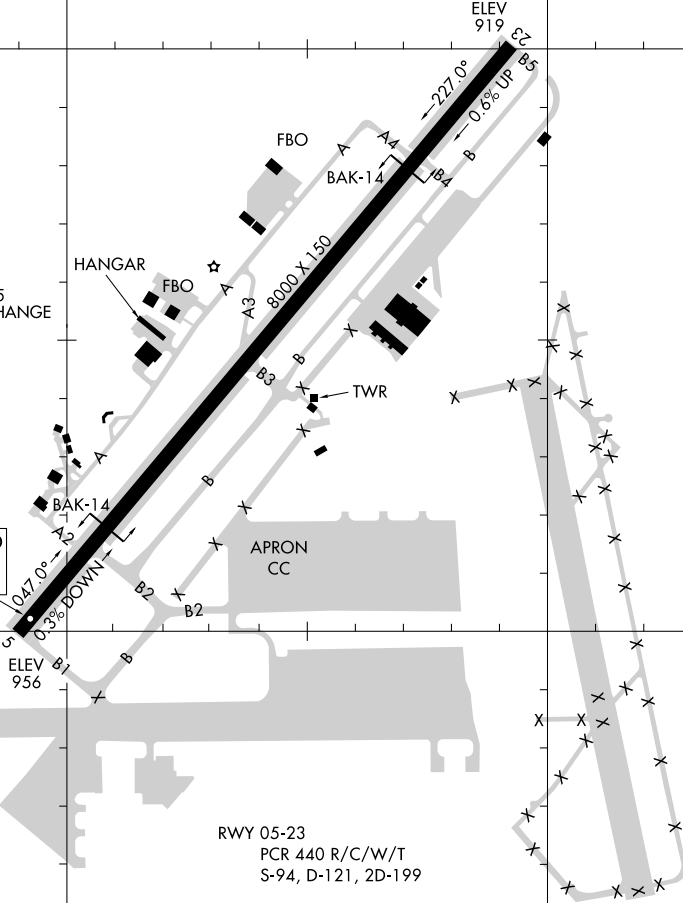 ELEV
919
23
B5
227.0°
0.6% UP
A4
A
FBO
B
BAK-14
B4
HANGAR
FBO
A
8000 X 150
A3
5
HANGE
B
B3
TWR
A
B
BAK-14
A2
APRON
CC
047.0°
0.3% DOWN
B2
B2
5
ELEV
956
B1
B
RWY 05-23
PCR 440 R/C/W/T
S-94, D-121, 2D-199